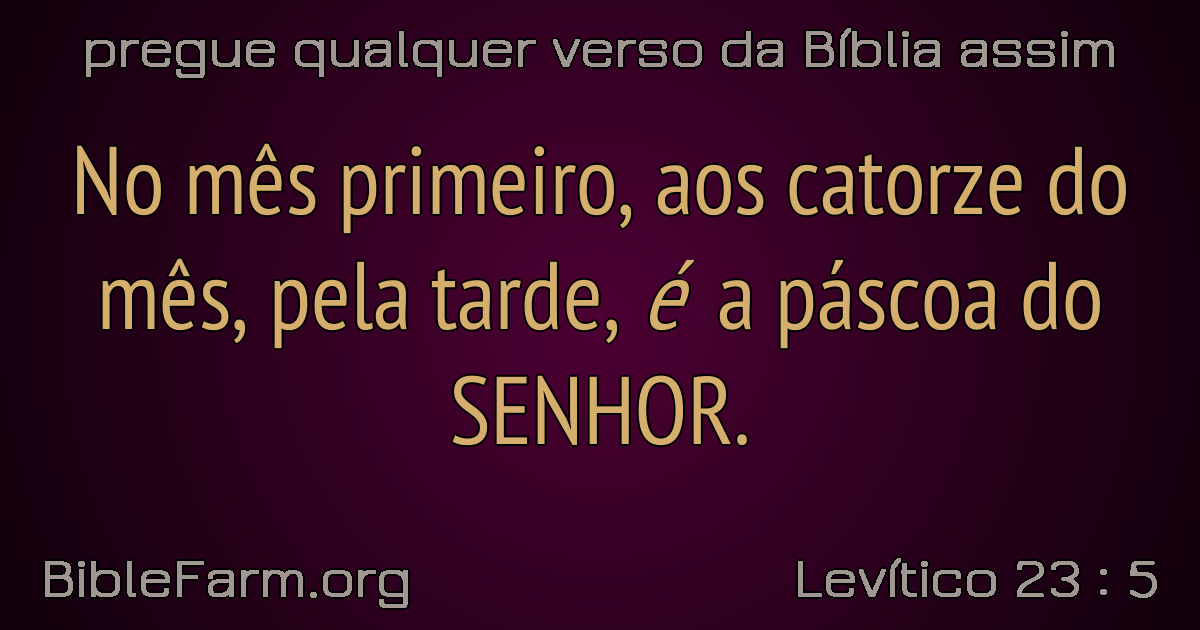 pregue qualquer verso da Bíblia assim
No mês primeiro, aos catorze do
mês, pela tarde, é a páscoa do
SENHOR.
BibleFarm.org
Levítico 23 : 5